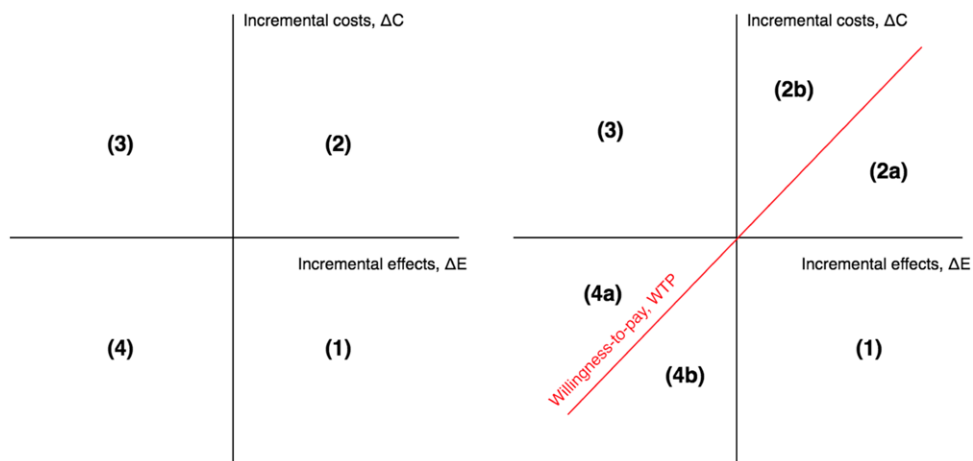 Incremental costs, ΔC
(3)
(2)
Incremental effects, ΔE
(4)
(1)
Incremental costs, ΔC
(2b)
(3)
(2a)
Incremental effects, ΔE
(4a)
Willingness-to-pay, WTP
(1)
(4b)